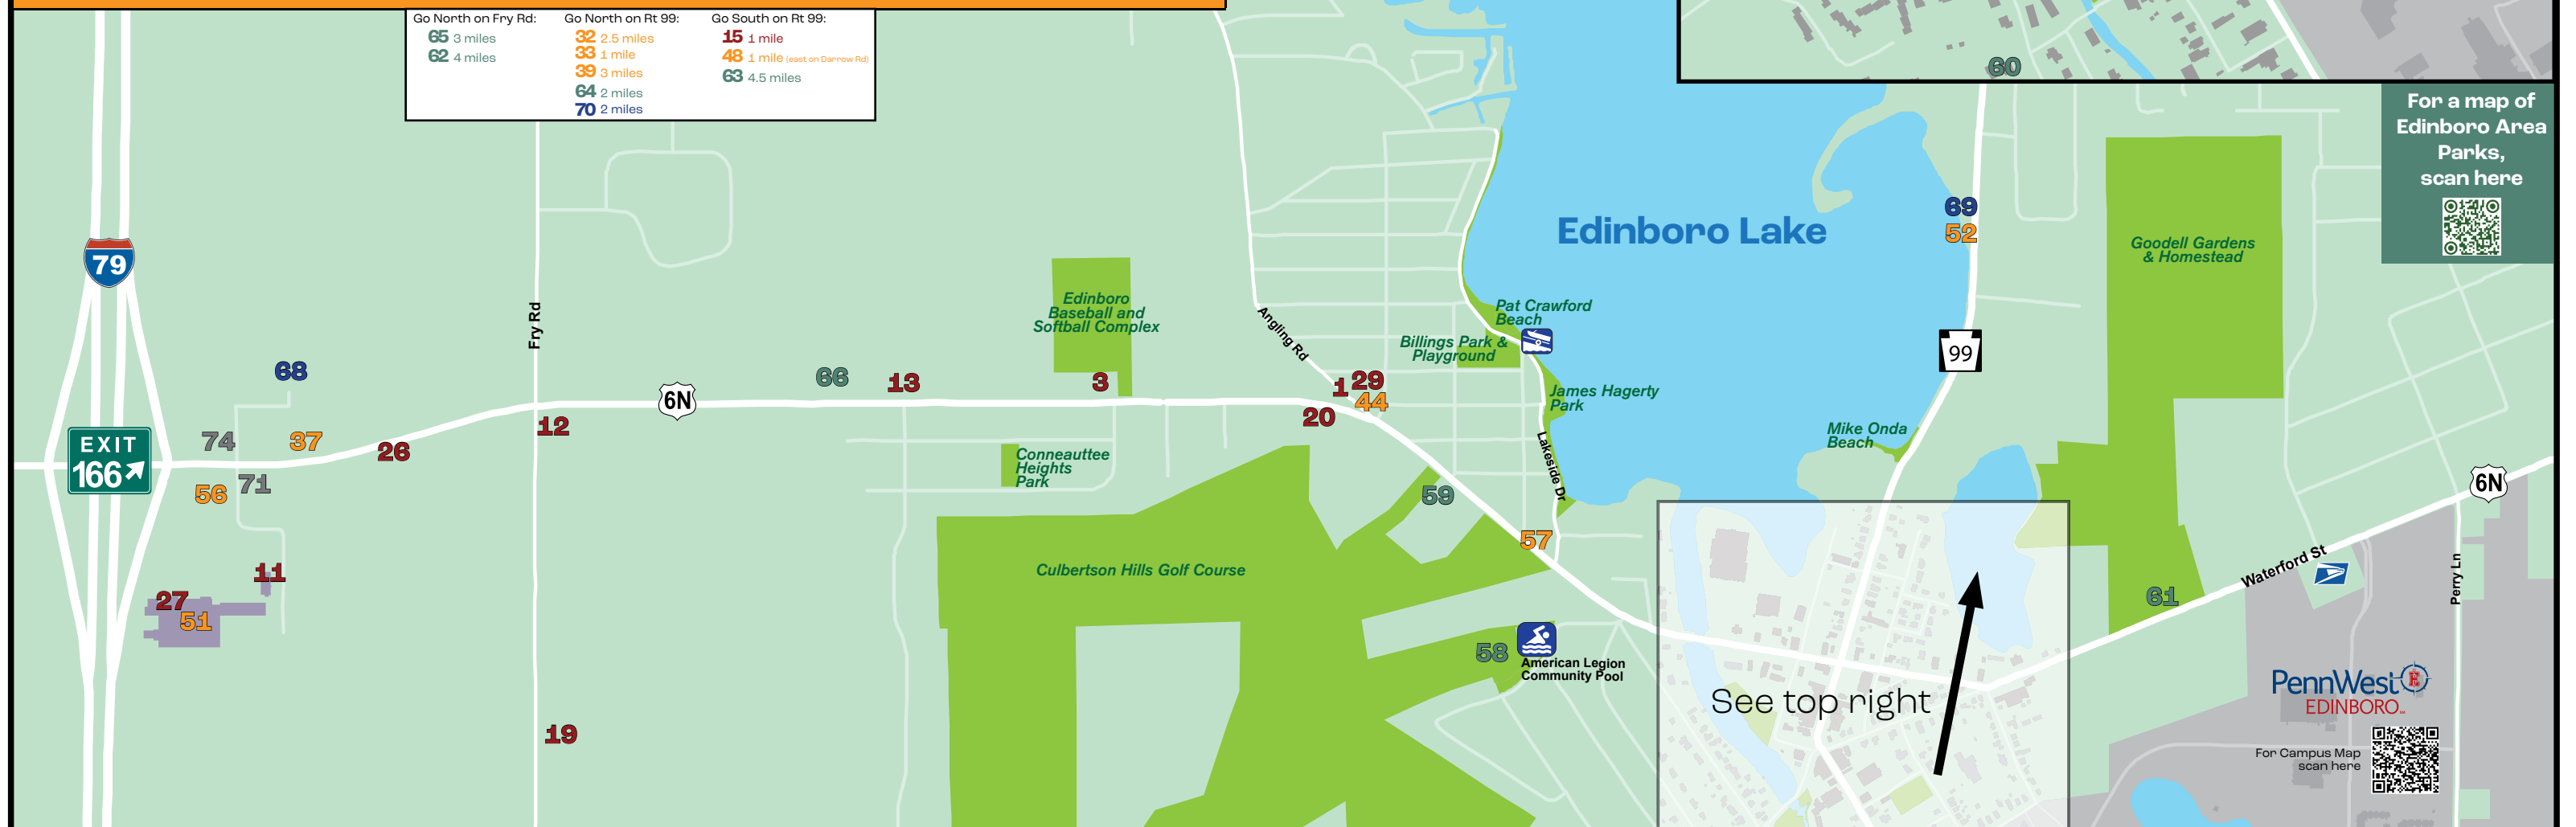 Go North on Fry Rd:
65 3 miles
62 4 miles
Go North on Rt 99:
32 2.5 miles
33 1 mile
39 3 miles
64 2 miles
70 2 miles
Go South on Rt 99:
15 1 mile
48 1 mile (east on Darrow Rd)
63 4.5 miles
60
For a map of
Edinboro Area
Parks,
scan here
79
Fry Rd
Edinboro
Baseball and
Softball Complex
Angling Rd
Edinboro Lake
69
52
Goodell Gardens
& Homestead
Pat Crawford
Beach
Billings Park &
Playground
99
68
66
13
3
1
29
44
20
6N
James Hagerty
Park
Mike Onda
Beach
EXIT
166
74
37
26
12
56
71
Conneauttee
Heights
Park
59
Lakeside Dr
6N
57
11
27
51
Culbertson Hills Golf Course
Waterford St
Perry Ln
61
58
American Legion
Community Pool
See top right
19
PennWest
EDINBORO
For Campus Map
scan here